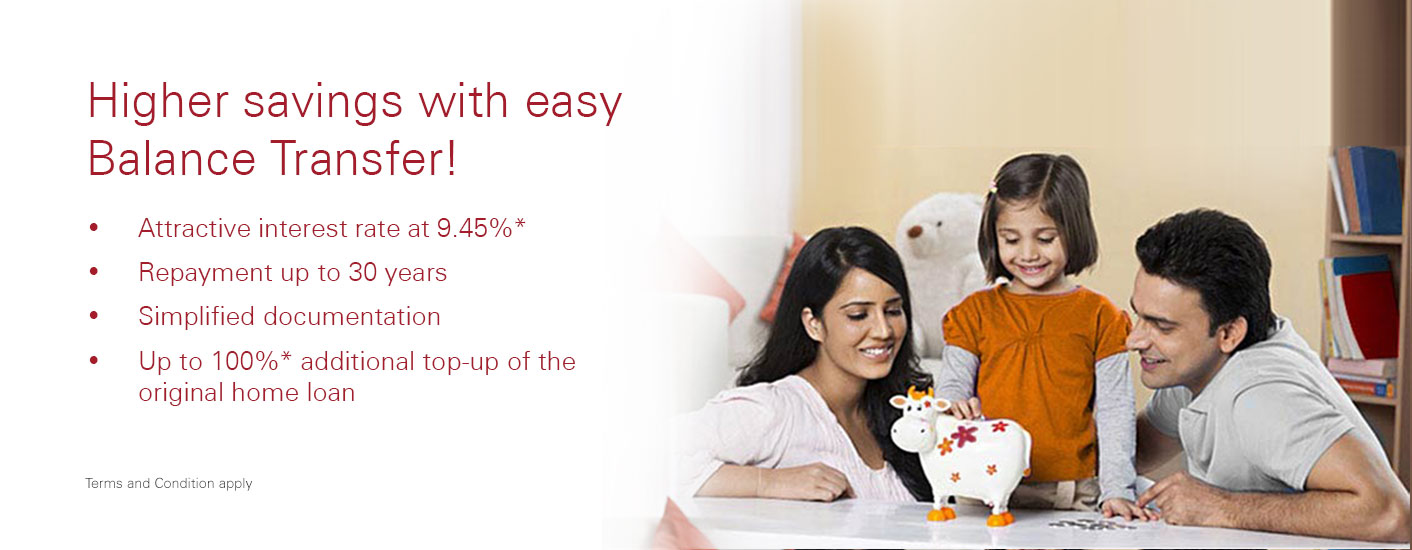 Higher savings with easy
Balance Transfer!
• Attractive interest rate at 9.45%*
• Repayment up to 30 years
• Simplified documentation
• Up to 100%* additional top-up of the
original home loan
Terms and Condition apply